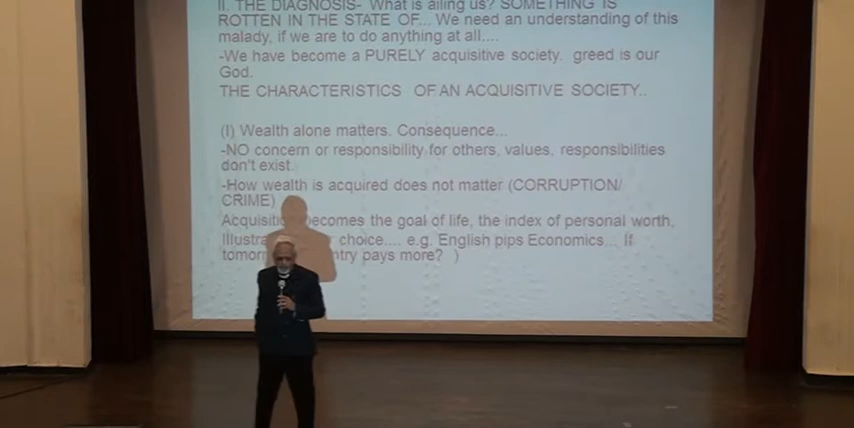 II. THE DIAGNOSIS- What is ailing us? SOMETHING IS
ROTTEN IN THE STATE OF... We need an understanding of this
malady, if we are to do anything at all....
-We have become a PURELY acquisitive society. greed is our
God.
THE CHARACTERISTICS OF AN ACQUISITIVE SOCIETY..
(I) Wealth alone matters. Consequence...
-NO concern or responsibility for others, values, responsibilities
don't exist.
-How wealth is acquired does not matter (CORRUPTION/
CRIME)
becomes the goal of life, the index of personal worth.
choice.... e.g. English pips Economics... If
pays more? )